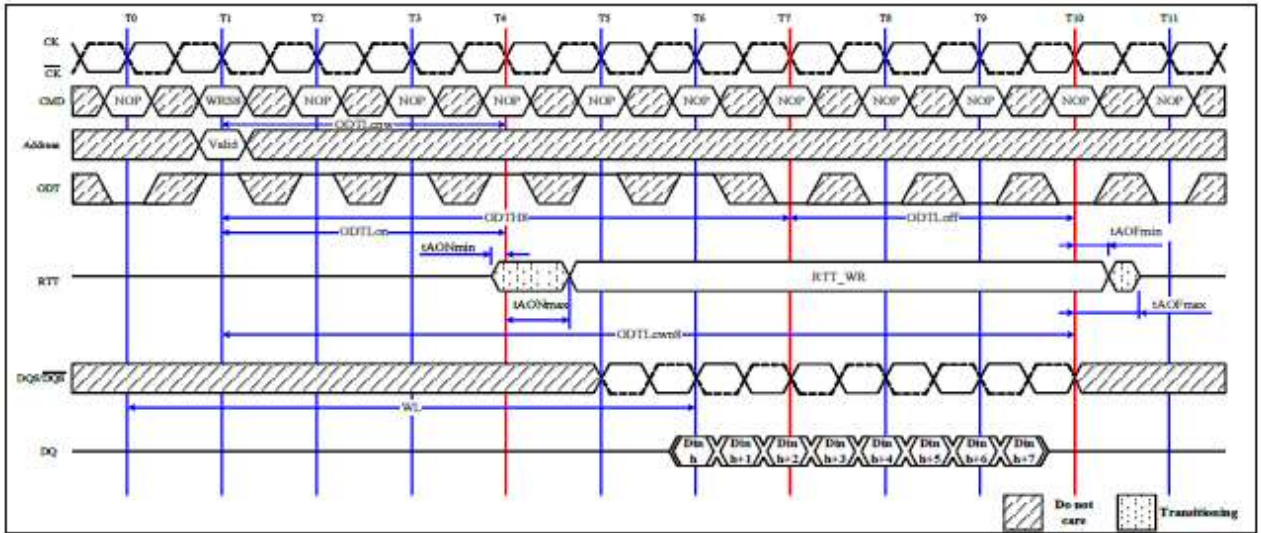 T0 T1 T2 T3 T4 T5 T6 T7 T8 T9 T10 T11
CK
CK
CMD NOP WRS8 NOP NOP NOP NOP NOP NOP NOP NOP NOP NOP
ODTLcnw
Address Valid
ODT
ODTH8 ODTLoff
ODTLon
tAONmin tAOFmin
RTT RTT_WR
tAONmax tAOFmax
ODTLcwn8
DQS/DQS
WL
DQ Din h Din h+1 Din h+2 Din h+3 Din h+4 Din h+5 Din h+6 Din h+7
Do not care Transitioning